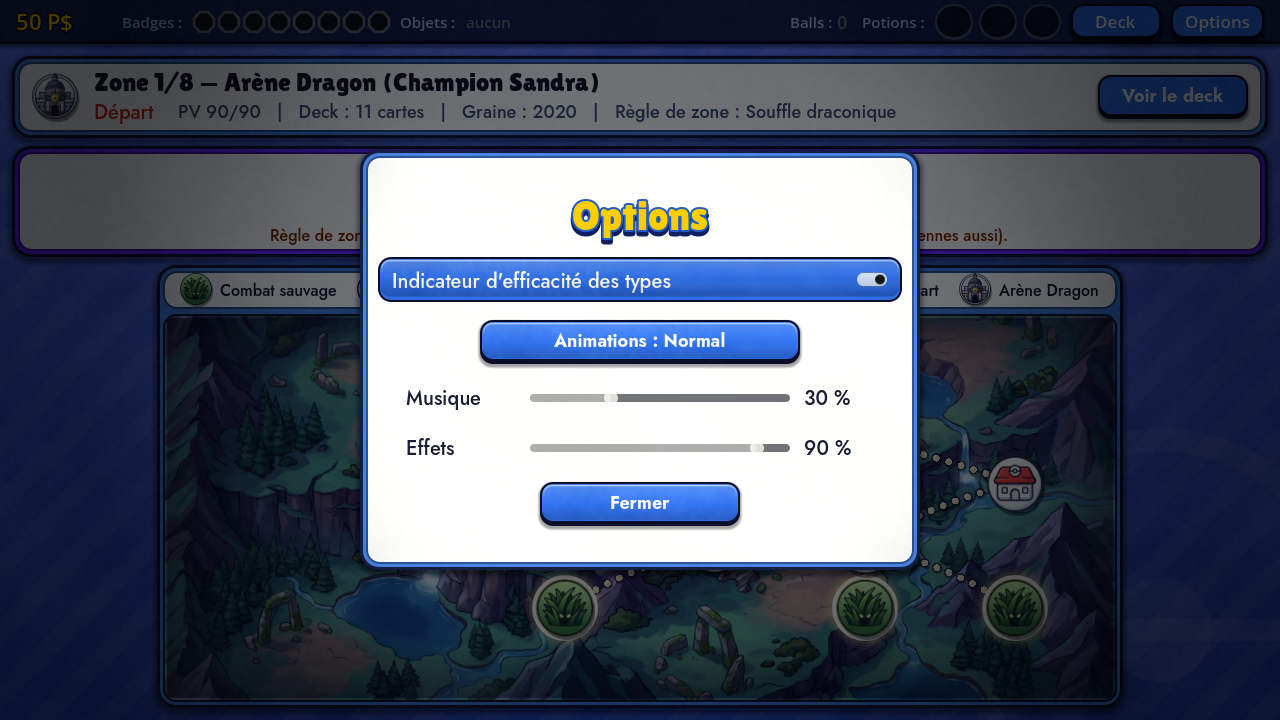 50 P$ Badges : Objets : aucun Balls : 0 Potions : Deck Options
Zone 1/8 — Arène Dragon (Champion Sandra)
Départ PV 90/90 | Deck : 11 cartes | Graine : 2020 | Règle de zone : Souffle draconique
Voir le deck
Options
Règle de zon
ennes aussi).
Indicateur d'efficacité des types
Combat sauvage
art
Arène Dragon
Animations : Normal
Musique 30 %
Effets 90 %
Fermer